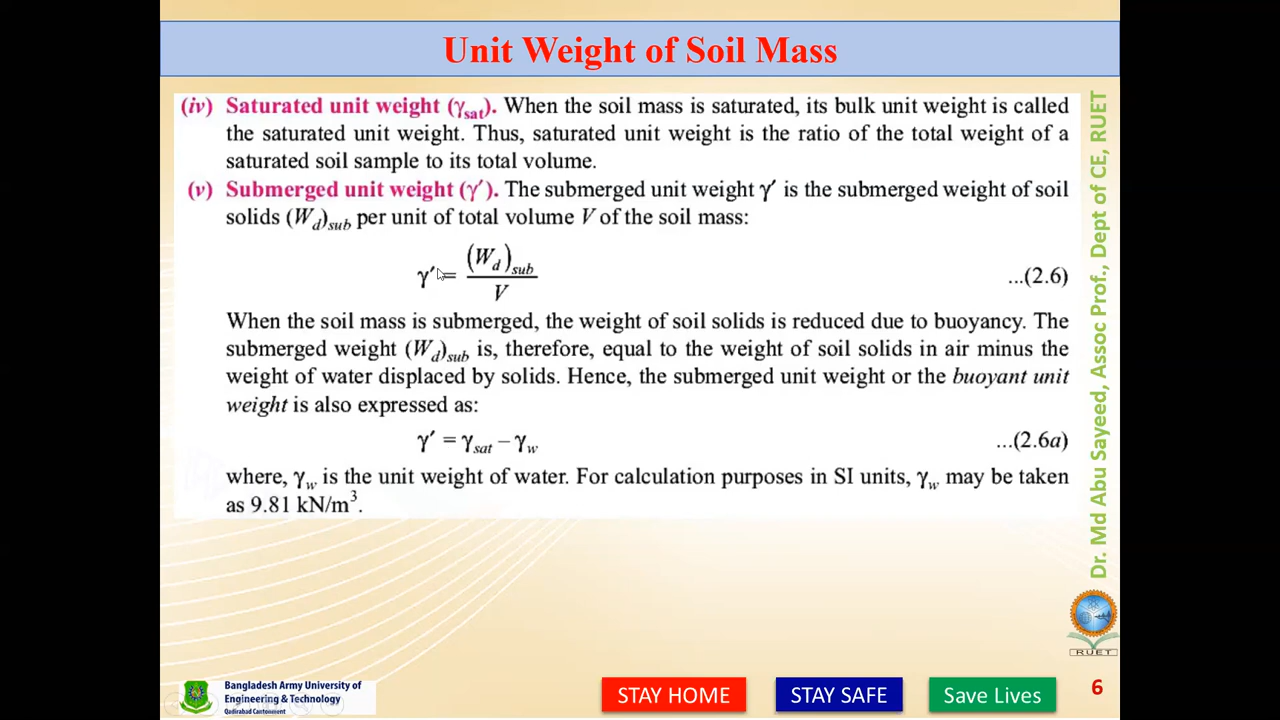 Unit Weight of Soil Mass
(iv) Saturated unit weight (γsat). When the soil mass is saturated, its bulk unit weight is called
the saturated unit weight. Thus, saturated unit weight is the ratio of the total weight of a
saturated soil sample to its total volume.
(v) Submerged unit weight (γ′). The submerged unit weight γ′ is the submerged weight of soil
solids (Wd)sub per unit of total volume V of the soil mass:
γ′ = (Wd)sub / V ...(2.6)
When the soil mass is submerged, the weight of soil solids is reduced due to buoyancy. The
submerged weight (Wd)sub is, therefore, equal to the weight of soil solids in air minus the
weight of water displaced by solids. Hence, the submerged unit weight or the buoyant unit
weight is also expressed as:
γ′ = γsat − γw ...(2.6a)
where, γw is the unit weight of water. For calculation purposes in SI units, γw may be taken
as 9.81 kN/m³.
Dr. Md Abu Sayeed, Assoc Prof., Dept of CE, RUET
RUET
Bangladesh Army University of
Engineering & Technology
Qadirabad Cantonment
STAY HOME
STAY SAFE
Save Lives
6